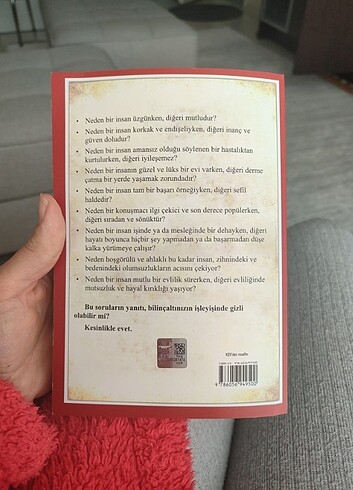 • Neden bir insan üzgünken, diğeri mutludur?
• Neden bir insan korkak ve endişeliyken, diğeri inanç ve
güven doludur?
• Neden bir insan amansız olduğu söylenen bir hastalıktan
kurtulurken, diğeri iyileşemez?
• Neden bir insanın güzel ve lüks bir evi varken, diğeri derme
çatma bir yerde yaşamak zorundadır?
• Neden bir insan tam bir başarı örneğiyken, diğeri sefil
haldedir?
• Neden bir konuşmacı ilgi çekici ve son derece popülerken,
diğeri sıradan ve sönüktür?
• Neden bir insan işinde ya da mesleğinde bir dehayken, diğeri
hayatı boyunca hiçbir şey yapmadan ya da başarmadan düşe
kalka yürümeye çalışır?
• Neden hoşgörülü ve ahlaklı bu kadar insan, zihnindeki ve
bedenindeki olumsuzlukların acısını çekiyor?
• Neden bir insan mutlu bir evlilik sürerken, diğeri evliliğinde
mutsuzluk ve hayal kırıklığı yaşıyor?
Bu soruların yanıtı, bilinçaltınızın işleyişinde gizli
olabilir mi?
Kesinlikle evet.
9 786056 949500